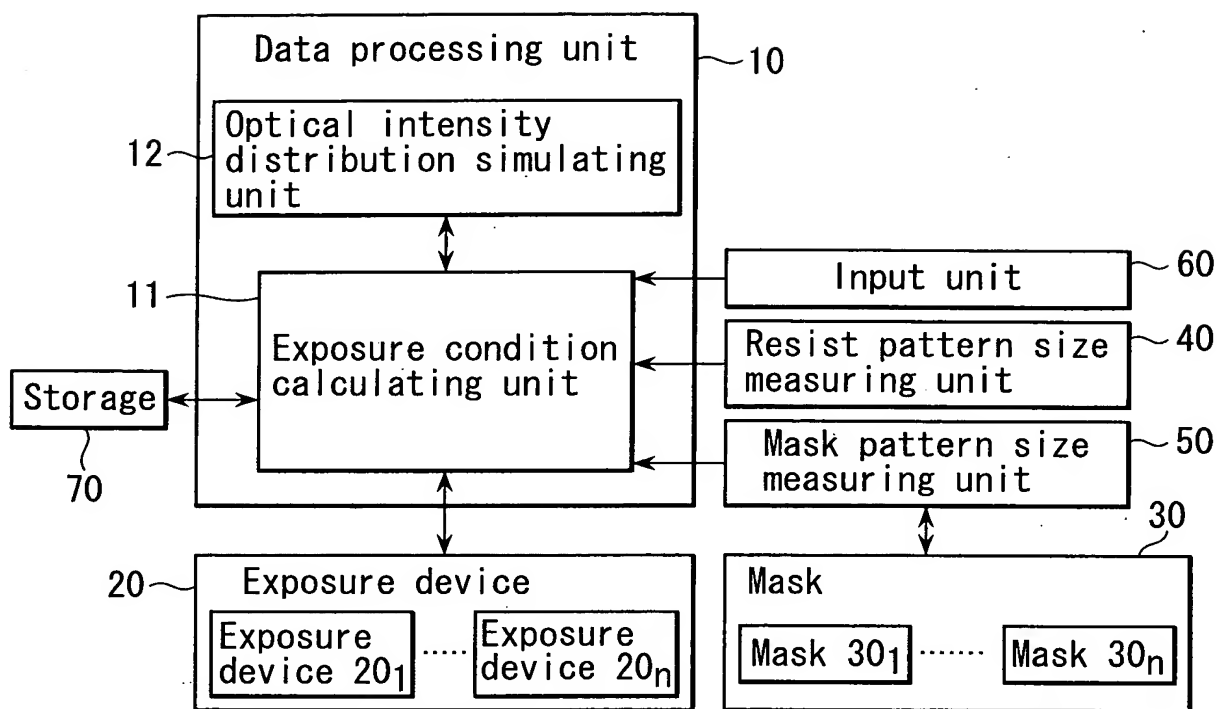 Data processing unit
10
12
Optical intensity
distribution simulating
unit
11
Exposure condition
calculating unit
Input unit
60
Resist pattern size
measuring unit
40
Mask pattern size
measuring unit
50
Storage
70
20
Exposure device
Exposure
device 20₁
......
Exposure
device 20ₙ
30
Mask
Mask 30₁
........
Mask 30ₙ